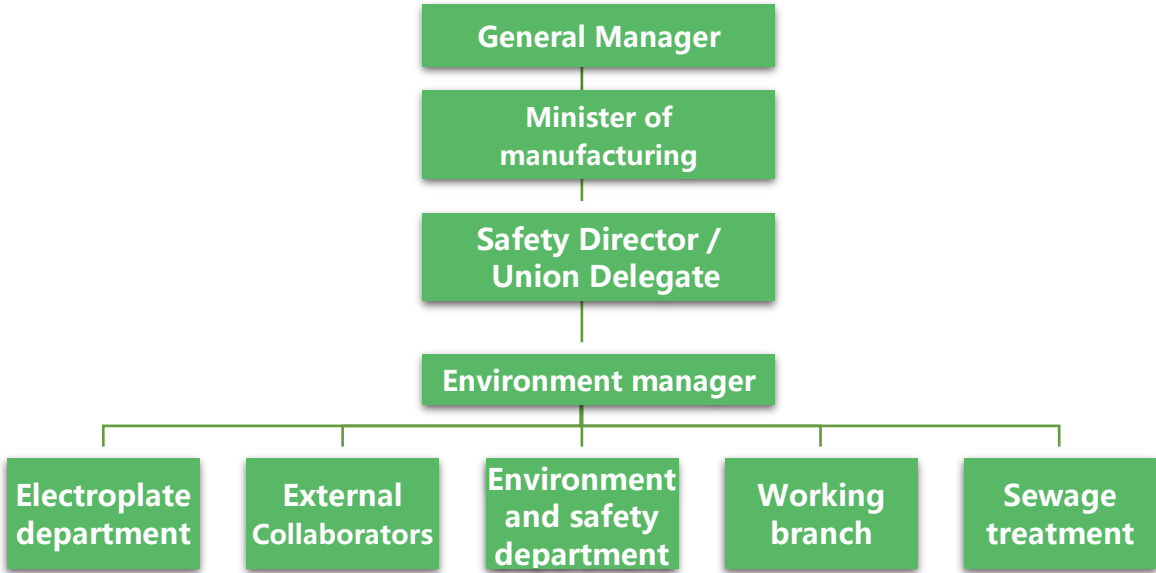 General Manager
Minister of
manufacturing
Safety Director /
Union Delegate
Environment manager
Electroplate
department
External
Collaborators
Environment
and safety
department
Working
branch
Sewage
treatment